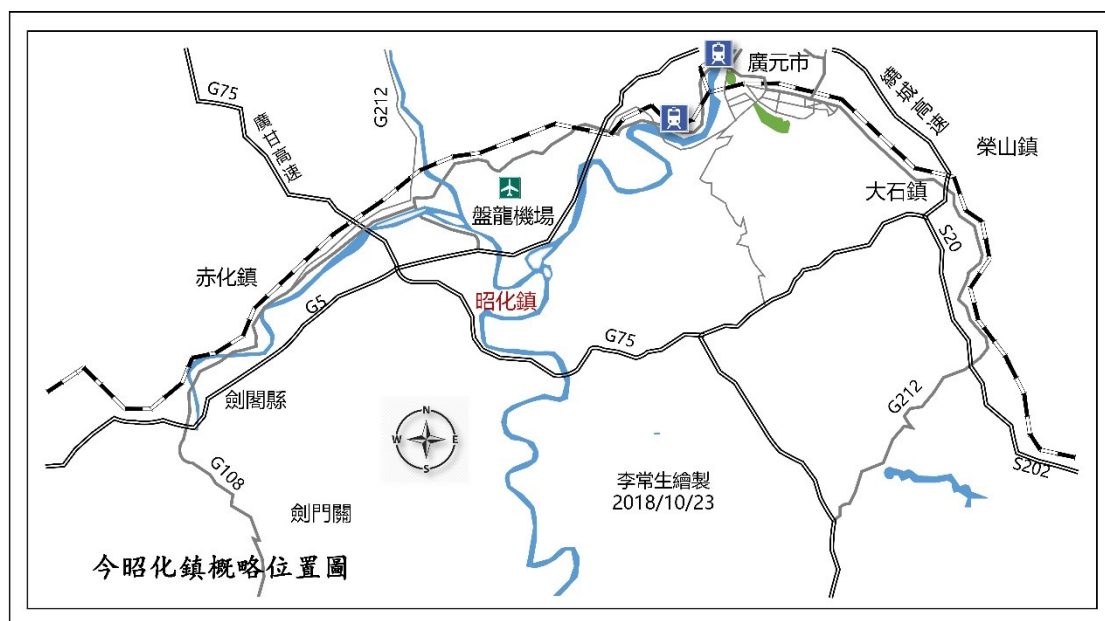 廣元市
G75
G212
繞城高速
榮山鎮
廣甘高速
大石鎮
盤龍機場
S20
赤化鎮
昭化鎮
G5
G75
劍閣縣
G212
N
W
E
S
S202
G108
李常生繪製
2018/10/23
劍門關
今昭化鎮概略位置圖